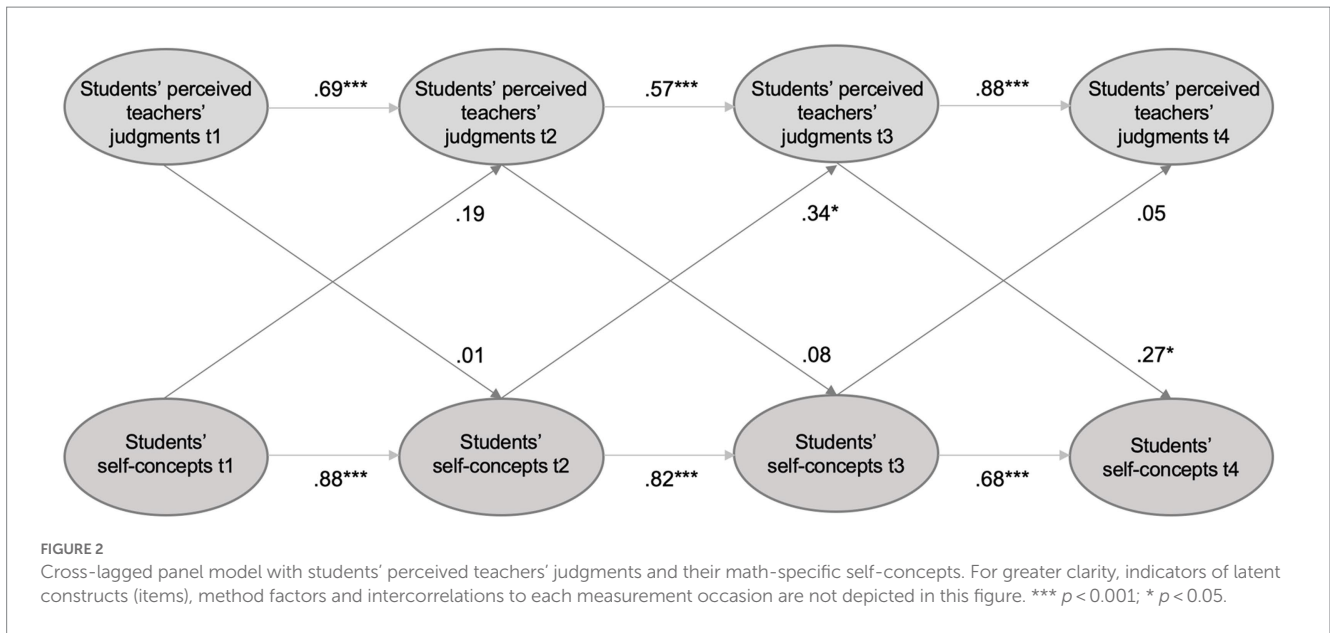 Students' perceived
teachers'
judgments t1
.69***
Students' perceived
teachers'
judgments t2
.57***
Students' perceived
teachers'
judgments t3
.88***
Students' perceived
teachers'
judgments t4
.19
.34*
.05
.01
.08
.27*
Students'
self-concepts t1
.88***
Students'
self-concepts t2
.82***
Students'
self-concepts t3
.68***
Students'
self-concepts t4
FIGURE 2
Cross-lagged panel model with students' perceived teachers' judgments and their math-specific self-concepts. For greater clarity, indicators of latent
constructs (items), method factors and intercorrelations to each measurement occasion are not depicted in this figure. *** p < 0.001; * p < 0.05.